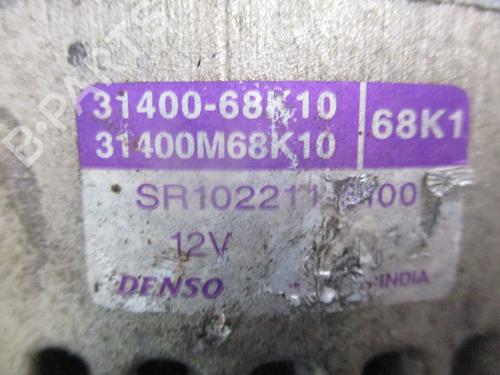 31400-68K10
31400M68K10
68K1
12V
DENSO
INDIA
B-PARTS